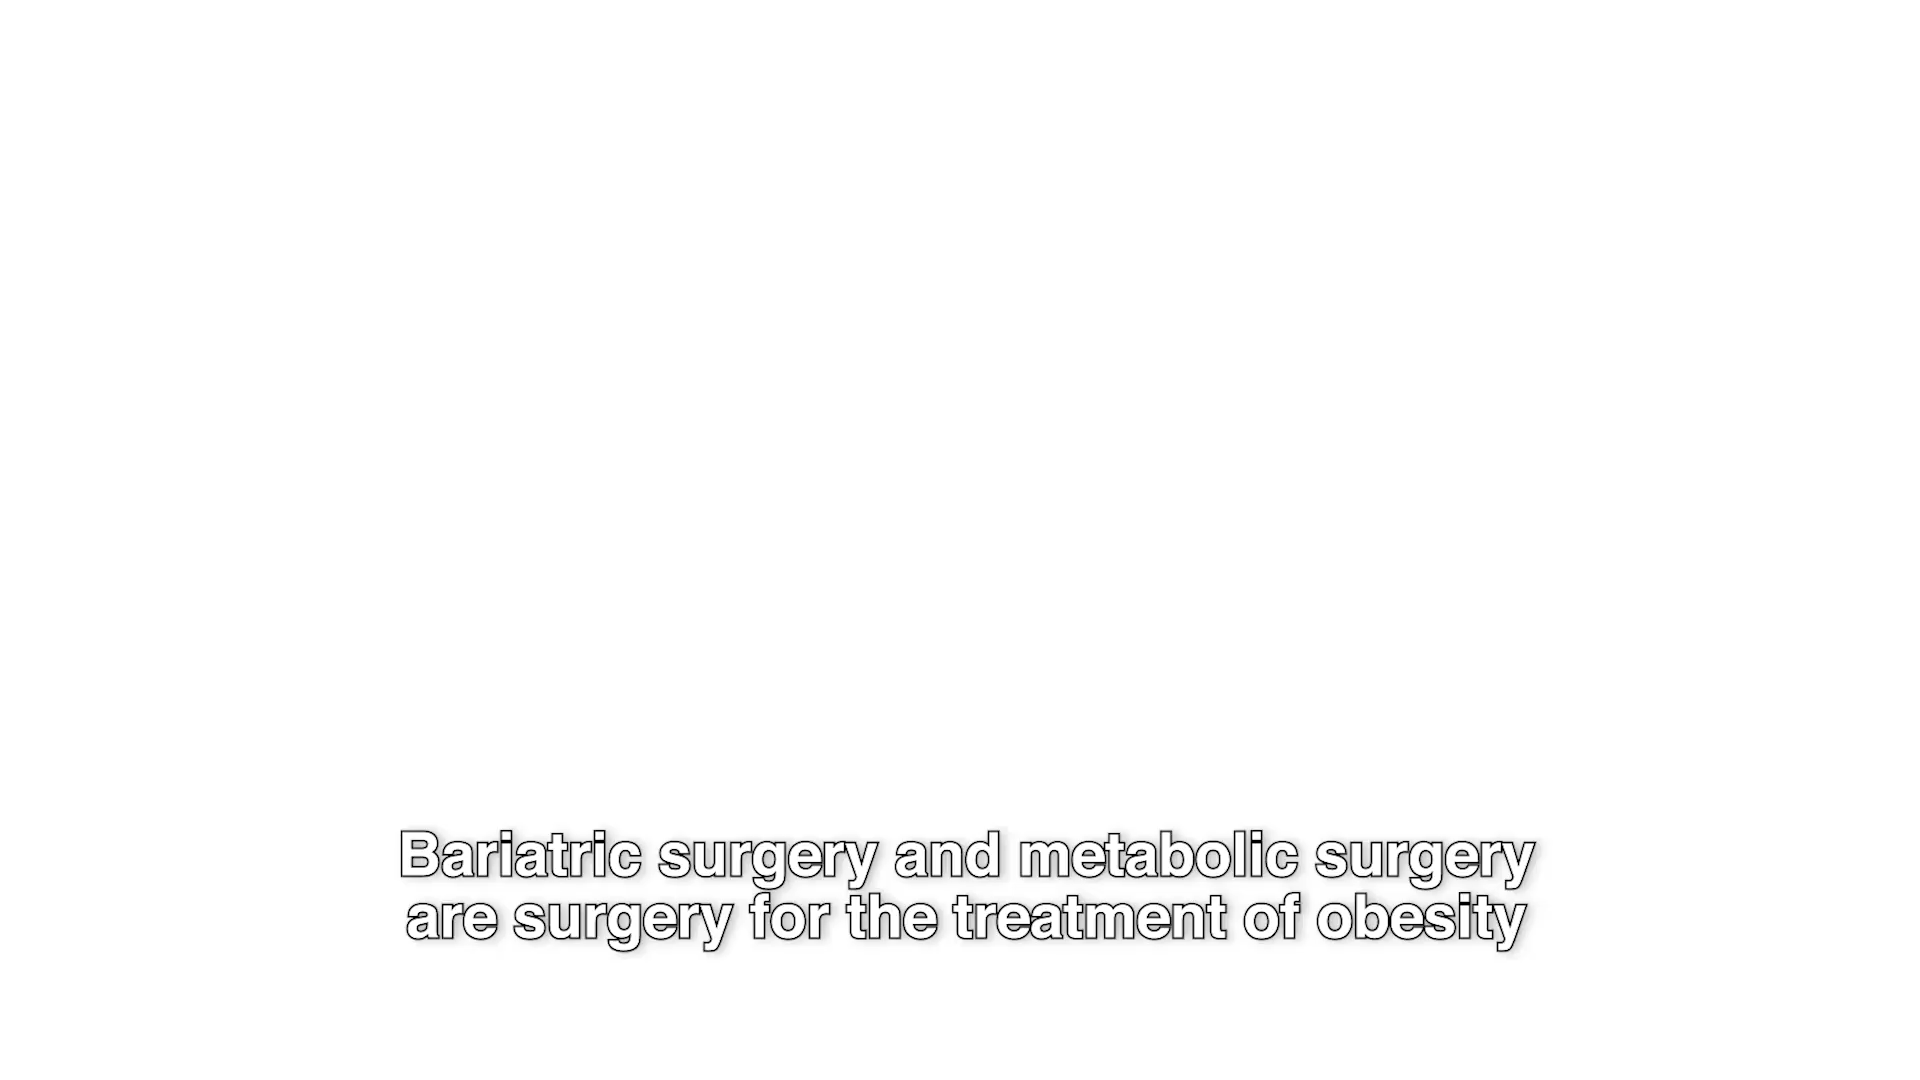 Bariatric surgery and metabolic surgery
are surgery for the treatment of obesity